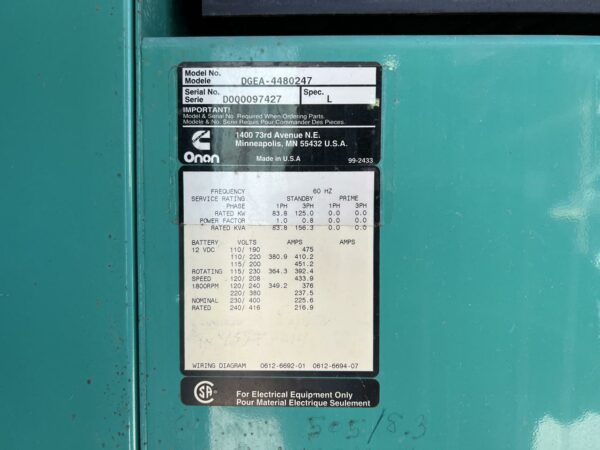 Model No.
Modele DGEA-4480247
Serial No. Spec.
Serie D000097427 L
IMPORTANT!
Model & Serial No. Required When Ordering Parts.
Modele & No. Serie Requis Pour Commander Des Pieces.
1400 73rd Avenue N.E.
Minneapolis, MN 55432 U.S.A.
Onan Made in U.S.A 99-2433
FREQUENCY 60 HZ
SERVICE RATING STANDBY PRIME
PHASE 1PH 3PH 1PH 3PH
RATED KW 83.8 125.0 0.0 0.0
POWER FACTOR 1.0 0.8 0.0 0.0
RATED KVA 83.8 156.3 0.0 0.0
BATTERY VOLTS AMPS AMPS
12 VDC 110/190 475
110/220 380.9 410.2
115/200 451.2
ROTATING 115/230 364.3 392.4
SPEED 120/208 433.9
1800RPM 120/240 349.2 376
220/380 237.5
NOMINAL 230/400 225.6
RATED 240/416 216.9
WIRING DIAGRAM 0612-6692-01 0612-6694-07
CSA
For Electrical Equipment Only
Pour Material Electrique Seulement